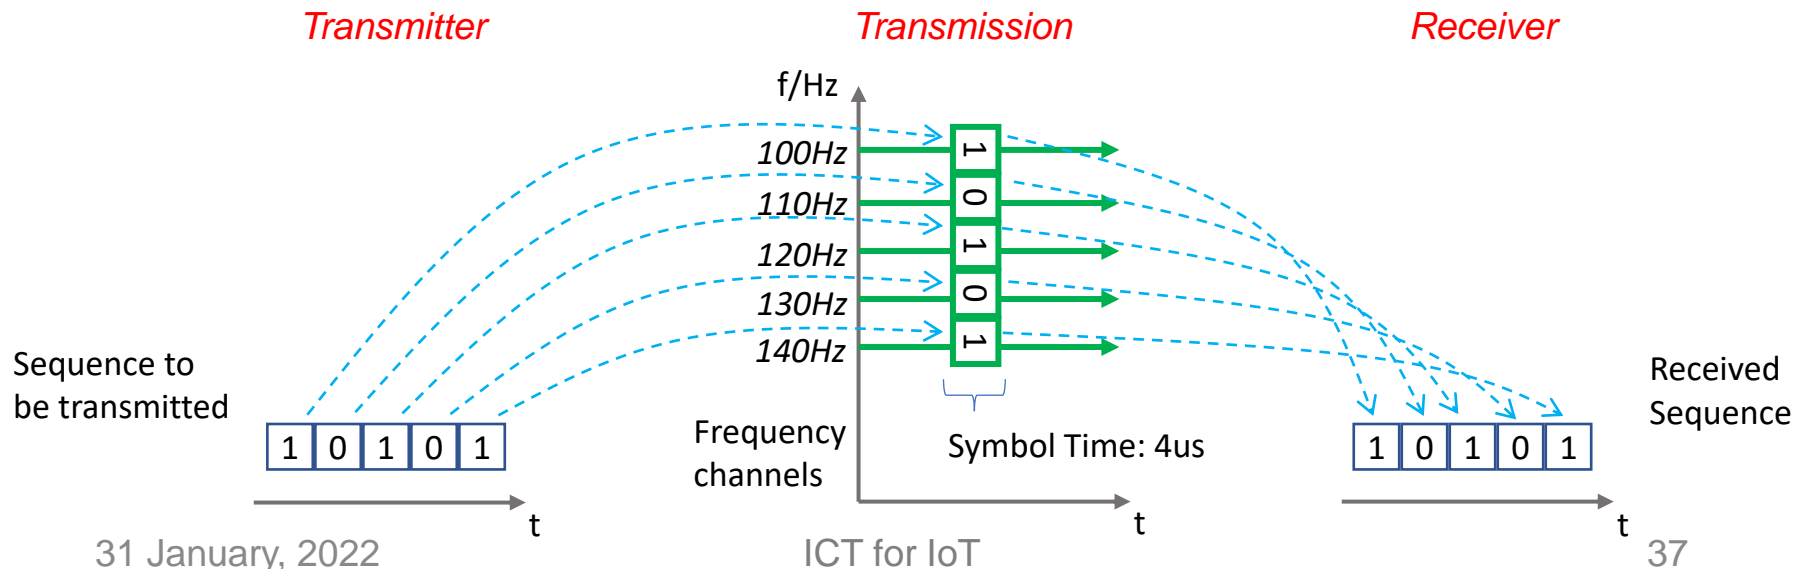 Transmitter
Transmission
Receiver
f/Hz
100Hz
1
110Hz
0
120Hz
1
130Hz
0
140Hz
1
Sequence to
be transmitted
1 0 1 0 1
t
Frequency
channels
Symbol Time: 4us
t
Received
Sequence
1 0 1 0 1
t
31 January, 2022
ICT for IoT
37